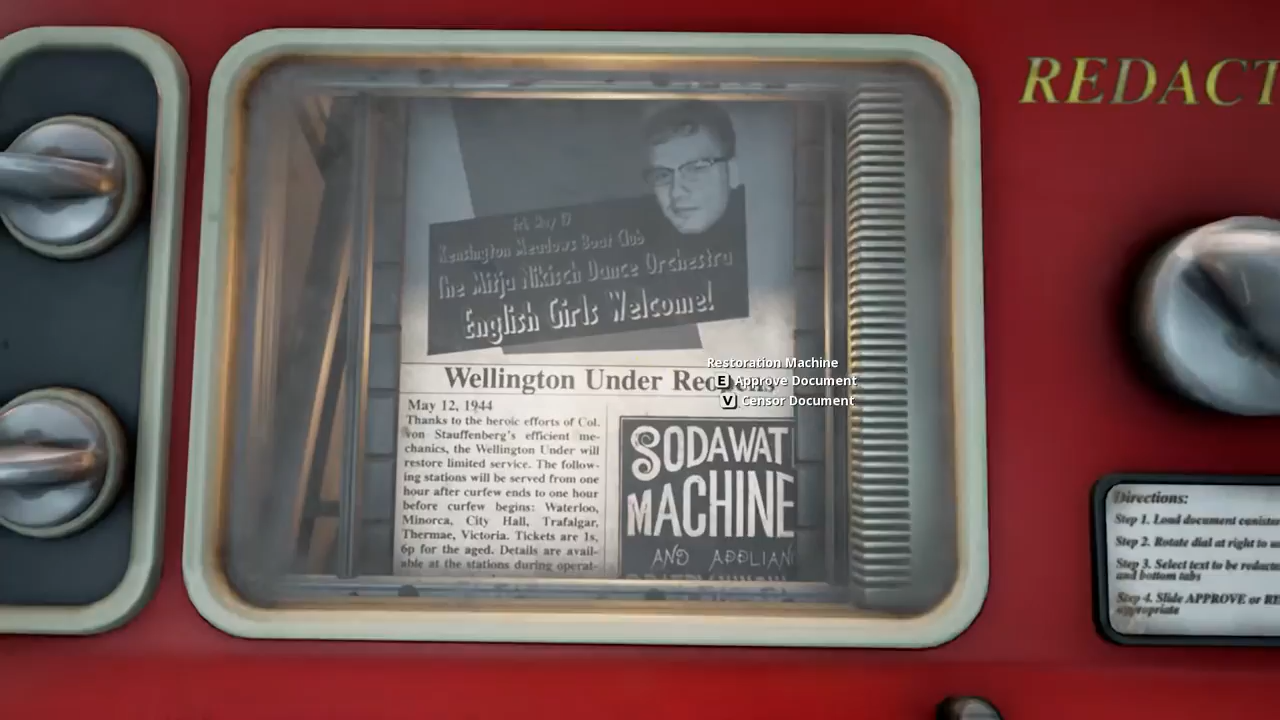 REDACT
Fri. May 12
Kensington Meadows Boat Club
The Mitja Nikisch Dance Orchestra
English Girls Welcome!
Restoration Machine
E Approve Document
V Censor Document
Wellington Under
May 12, 1944
Thanks to the heroic efforts of Col.
von Stauffenberg's efficient me-
chanics, the Wellington Under will
restore limited service. The follow-
ing stations will be served from one
hour after curfew ends to one hour
before curfew begins: Waterloo,
Minorca, City Hall, Trafalgar,
Thermae, Victoria. Tickets are 1s,
6p for the aged. Details are avail-
able at the stations during operat-
SODAWAT
MACHINE
AND APPLIAN
Directions:
Step 1. Load document canist
Step 2. Rotate dial at right to
Step 3. Select text to be redact
and bottom tabs
Step 4. Slide APPROVE or RE
appropriate